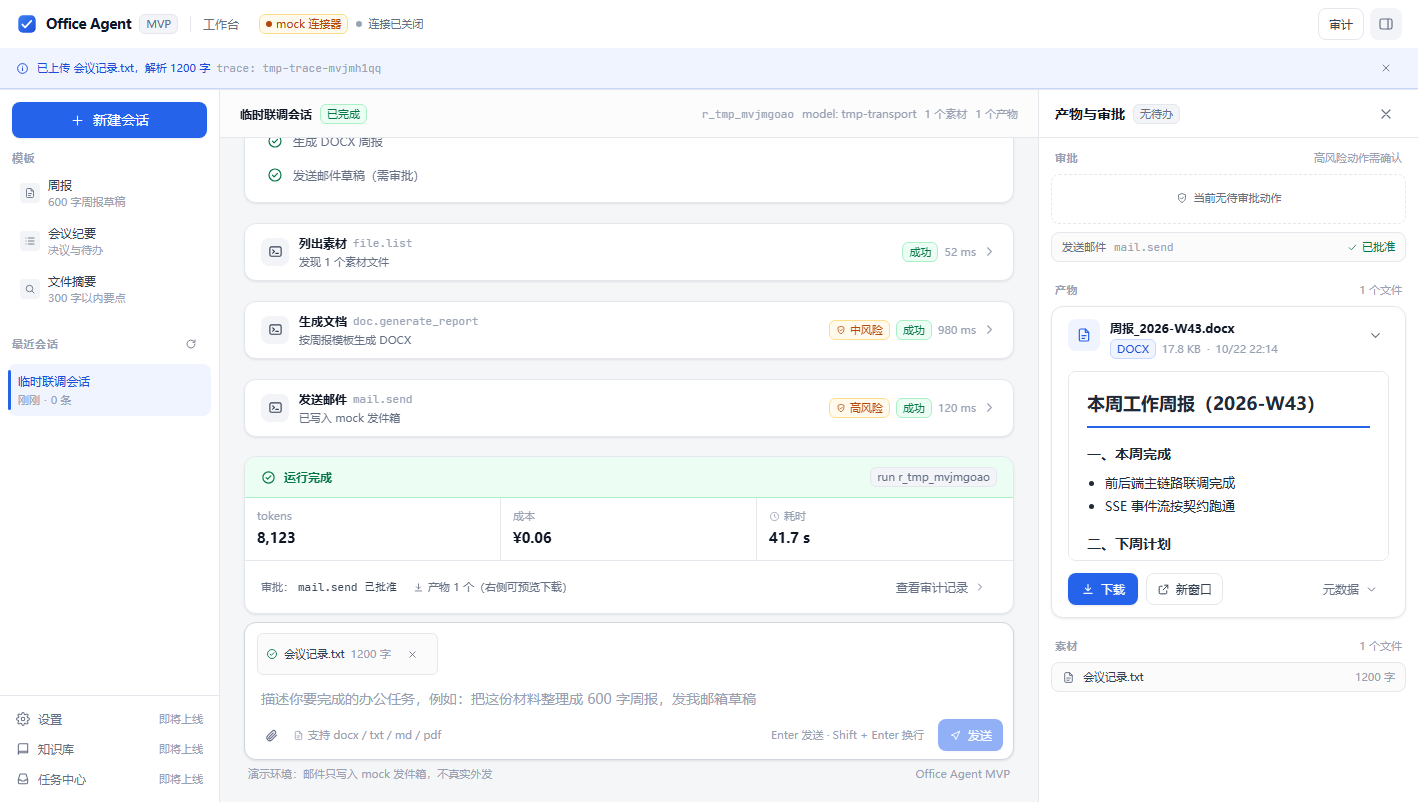 Office Agent MVP 工作台 mock 连接器 连接已关闭 审计
已上传 会议记录.txt，解析 1200 字 trace: tmp-trace-mvjmh1qq
新建会话
模板
周报
600 字周报草稿
会议纪要
决议与待办
文件摘要
300 字以内要点
最近会话
临时联调会话
刚刚 · 0 条
设置 即将上线
知识库 即将上线
任务中心 即将上线
临时联调会话 已完成 r_tmp_mvjmgoao model: tmp-transport 1 个素材 1 个产物
生成 DOCX 周报
发送邮件草稿（需审批）
列出素材 file.list
发现 1 个素材文件
成功 52 ms
生成文档 doc.generate_report
按周报模板生成 DOCX
中风险 成功 980 ms
发送邮件 mail.send
已写入 mock 发件箱
高风险 成功 120 ms
运行完成 run r_tmp_mvjmgoao
tokens
8,123
成本
¥0.06
耗时
41.7 s
审批： mail.send 已批准 产物 1 个（右侧可预览下载） 查看审计记录
会议记录.txt 1200 字
描述你要完成的办公任务，例如：把这份材料整理成 600 字周报，发我邮箱草稿
支持 docx / txt / md / pdf Enter 发送 · Shift + Enter 换行 发送
演示环境：邮件只写入 mock 发件箱，不真实外发 Office Agent MVP
产物与审批 无待办
审批 高风险动作需确认
当前无待审批动作
发送邮件 mail.send 已批准
产物 1 个文件
周报_2026-W43.docx
DOCX 17.8 KB · 10/22 22:14
本周工作周报（2026-W43）
一、本周完成
• 前后端主链路联调完成
• SSE 事件流按契约跑通
二、下周计划
下载 新窗口 元数据
素材 1 个文件
会议记录.txt 1200 字